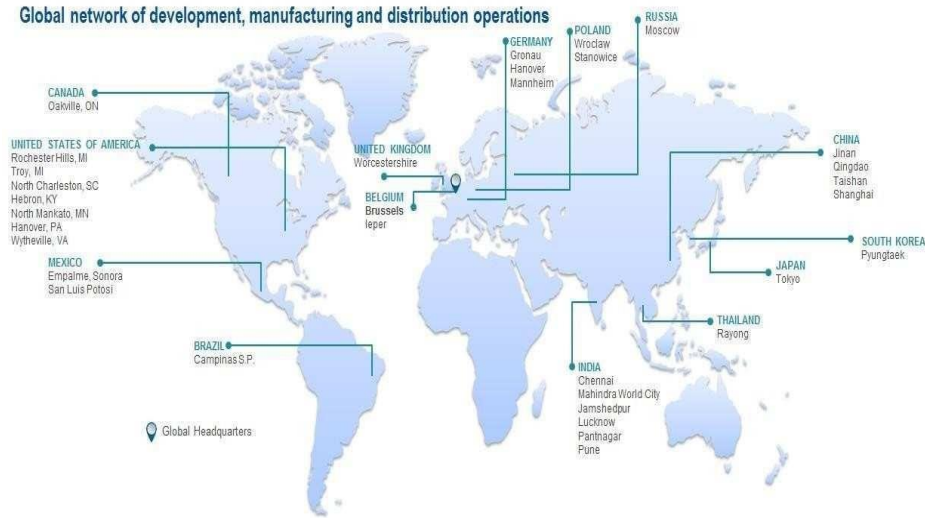 Global network of development, manufacturing and distribution operations
RUSSIA
Moscow
POLAND
Wroclaw
Stanowice
GERMANY
Gronau
Hanover
Mannheim
CANADA
Oakville, ON
UNITED STATES OF AMERICA
Rochester Hills, MI
Troy, MI
North Charleston, SC
Hebron, KY
North Mankato, MN
Hanover, PA
Wytheville, VA
UNITED KINGDOM
Worcestershire
BELGIUM
Brussels
Ieper
CHINA
Jinan
Qingdao
Taishan
Shanghai
SOUTH KOREA
Pyungtaek
MEXICO
Empalme, Sonora
San Luis Potosi
JAPAN
Tokyo
THAILAND
Rayong
BRAZIL
Campinas S.P.
INDIA
Chennai
Mahindra World City
Jamshedpur
Lucknow
Pantnagar
Pune
Global Headquarters